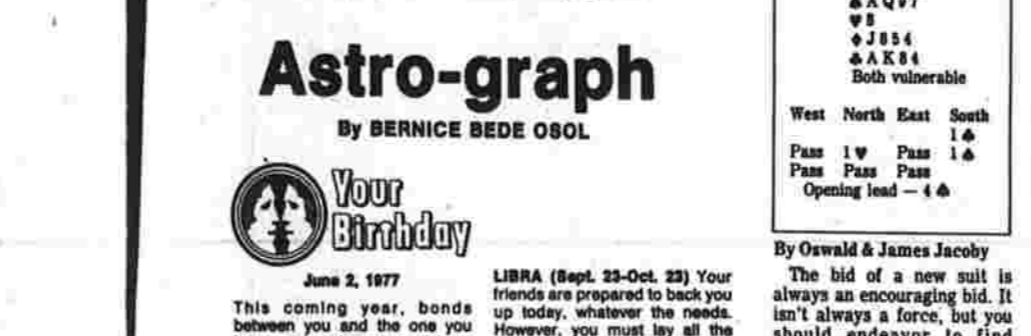 Astro-graph
By BERNICE BEDE OSOL
Your
Birthday
June 2, 1977
This coming year, bonds
between you and the one you
LIBRA (Sept. 23-Oct. 23) Your
friends are prepared to back you
up today, whatever the needs.
However, you must lay all the
♥ 8
♦ J 8 5 4
♣ A K 8 4
Both vulnerable
West North East South
1 ♣
Pass 1 ♥ Pass 1 ♠
Pass Pass Pass
Opening lead — 4 ♠
By Oswald & James Jacoby
The bid of a new suit is
always an encouraging bid. It
isn't always a force, but you
should endeavor to find